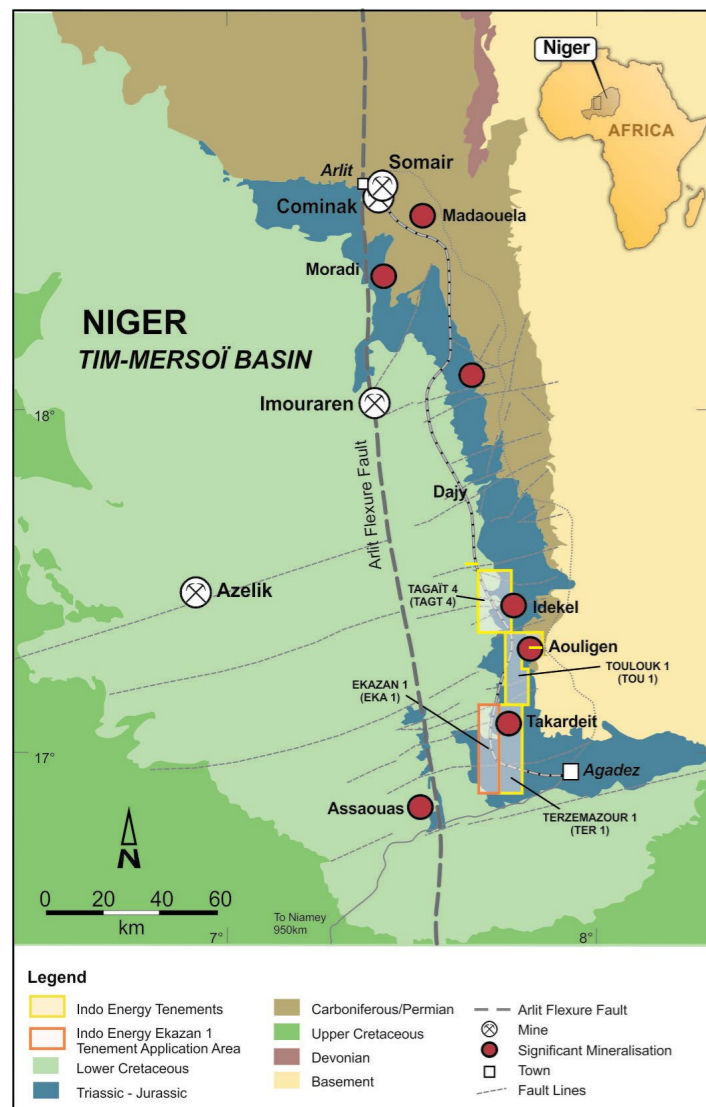 Niger
AFRICA
Arlit
Somair
Cominak
Madaouela
Moradi
NIGER
TIM-MERSOÏ BASIN
Imouraren
18°
Arlit Flexure Fault
Dajy
Azelik
TAGAÏT 4
(TAGT 4)
Idekel
Aouligen
TOULOUK 1
(TOU 1)
EKAZAN 1
(EKA 1)
Takardeit
17°
Agadez
Assaouas
TERZEMAZOUR 1
(TER 1)
N
0 20 40 60
km
To Niamey
950km
7°
8°
Legend
Indo Energy Tenements
Indo Energy Ekazan 1
Tenement Application Area
Lower Cretaceous
Triassic - Jurassic
Carboniferous/Permian
Upper Cretaceous
Devonian
Basement
Arlit Flexure Fault
Mine
Significant Mineralisation
Town
Fault Lines